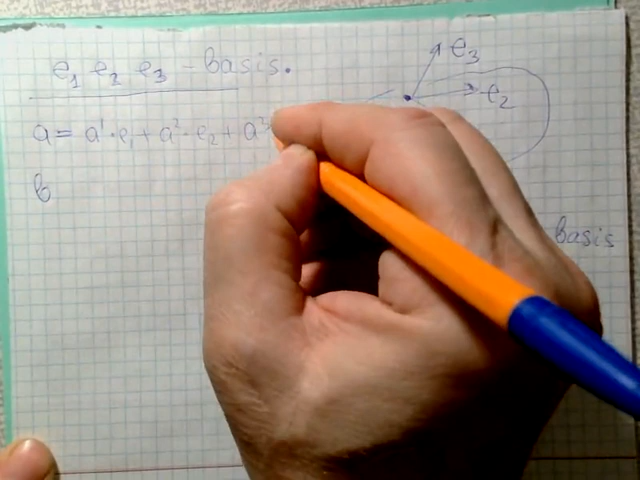 e₁ e₂ e₃ - basis.
e₃
e₂
a = a¹·e₁ + a²·e₂ + a³
b
basis